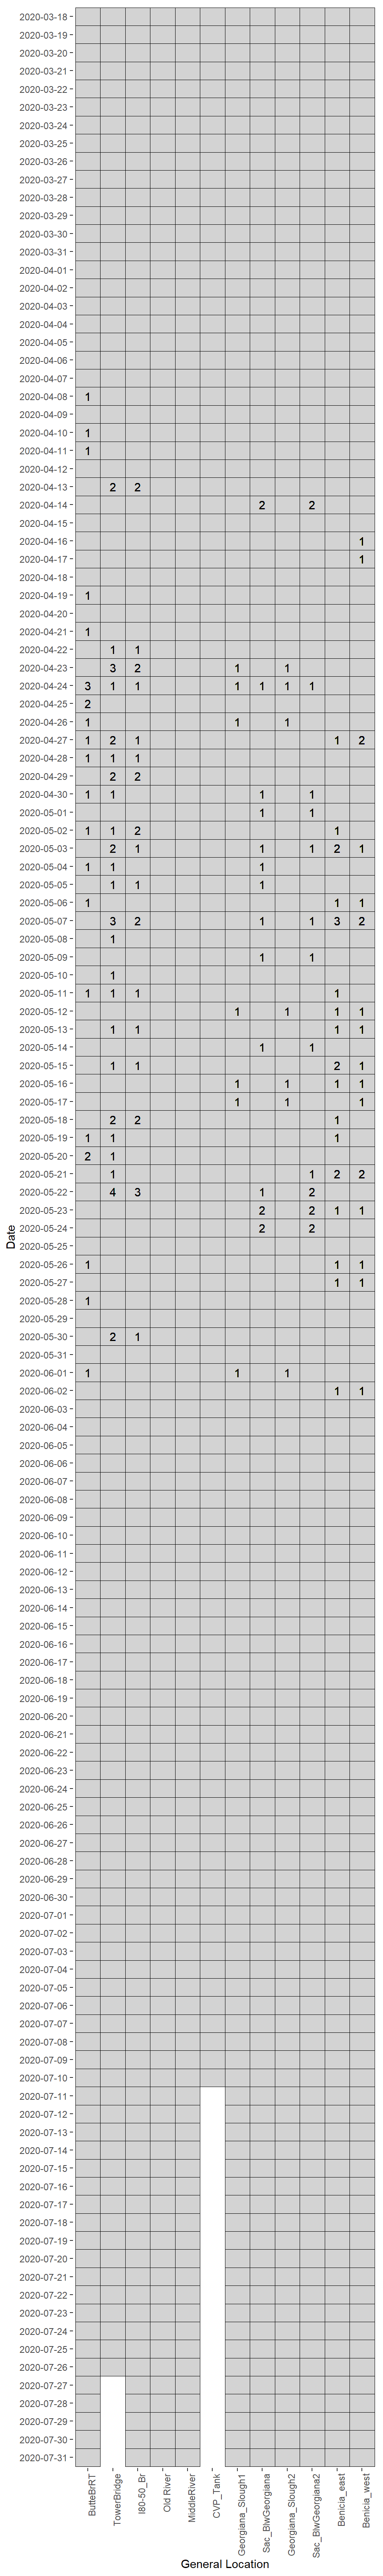 2020-03-18
2020-03-19
2020-03-20
2020-03-21
2020-03-22
2020-03-23
2020-03-24
2020-03-25
2020-03-26
2020-03-27
2020-03-28
2020-03-29
2020-03-30
2020-03-31
2020-04-01
2020-04-02
2020-04-03
2020-04-04
2020-04-05
2020-04-06
2020-04-07
2020-04-08 1
2020-04-09
2020-04-10 1
2020-04-11 1
2020-04-12
2020-04-13 2 2
2020-04-14 2 2
2020-04-15
2020-04-16 1
2020-04-17 1
2020-04-18
2020-04-19 1
2020-04-20
2020-04-21 1
2020-04-22 1 1
2020-04-23 3 2 1 1
2020-04-24 3 1 1 1 1 1 1
2020-04-25 2
2020-04-26 1 1 1
2020-04-27 1 2 1 1 2
2020-04-28 1 1 1
2020-04-29 2 2
2020-04-30 1 1 1 1
2020-05-01 1 1
2020-05-02 1 1 2 1
2020-05-03 2 1 1 1 2 1
2020-05-04 1 1 1
2020-05-05 1 1 1
2020-05-06 1 1 1
2020-05-07 3 2 1 1 3 2
2020-05-08 1
2020-05-09 1 1
2020-05-10 1
2020-05-11 1 1 1 1
2020-05-12 1 1 1 1
2020-05-13 1 1 1 1
2020-05-14 1 1
2020-05-15 1 1 2 1
2020-05-16 1 1 1 1
2020-05-17 1 1 1
2020-05-18 2 2 1
2020-05-19 1 1 1
2020-05-20 2 1
2020-05-21 1 1 2 2
2020-05-22 4 3 1 2
2020-05-23 2 2 1 1
2020-05-24 2 2
2020-05-25
2020-05-26 1 1 1
2020-05-27 1 1
2020-05-28 1
2020-05-29
2020-05-30 2 1
2020-05-31
2020-06-01 1 1 1
2020-06-02 1 1
2020-06-03
2020-06-04
2020-06-05
2020-06-06
2020-06-07
2020-06-08
2020-06-09
2020-06-10
2020-06-11
2020-06-12
2020-06-13
2020-06-14
2020-06-15
2020-06-16
2020-06-17
2020-06-18
2020-06-19
2020-06-20
2020-06-21
2020-06-22
2020-06-23
2020-06-24
2020-06-25
2020-06-26
2020-06-27
2020-06-28
2020-06-29
2020-06-30
2020-07-01
2020-07-02
2020-07-03
2020-07-04
2020-07-05
2020-07-06
2020-07-07
2020-07-08
2020-07-09
2020-07-10
2020-07-11
2020-07-12
2020-07-13
2020-07-14
2020-07-15
2020-07-16
2020-07-17
2020-07-18
2020-07-19
2020-07-20
2020-07-21
2020-07-22
2020-07-23
2020-07-24
2020-07-25
2020-07-26
2020-07-27
2020-07-28
2020-07-29
2020-07-30
2020-07-31
Date
ButteBrRT
TowerBridge
I80-50_Br
Old River
MiddleRiver
CVP_Tank
Georgiana_Slough1
Sac_BlwGeorgiana
Georgiana_Slough2
Sac_BlwGeorgiana2
Benicia_east
Benicia_west
General Location